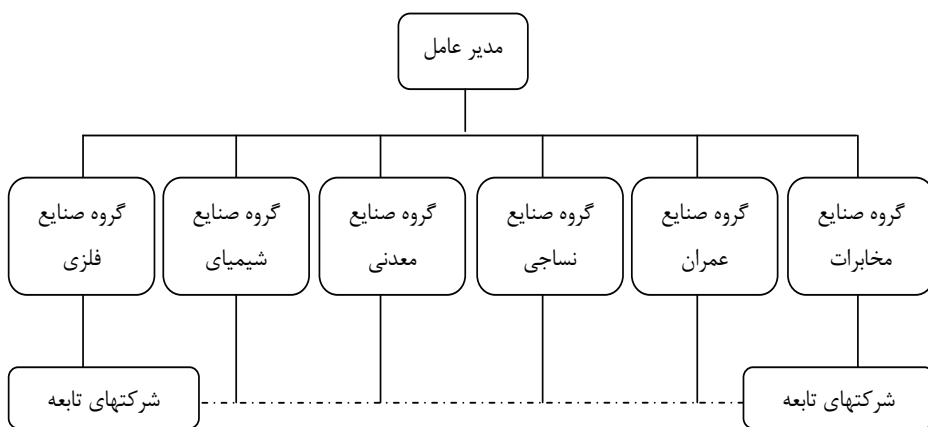 مدیر عامل
گروه صنایع
مخابرات
گروه صنایع
عمران
گروه صنایع
نساجی
گروه صنایع
معدنی
گروه صنایع
شیمیای
گروه صنایع
فلزی
شرکتهای تابعه
شرکتهای تابعه